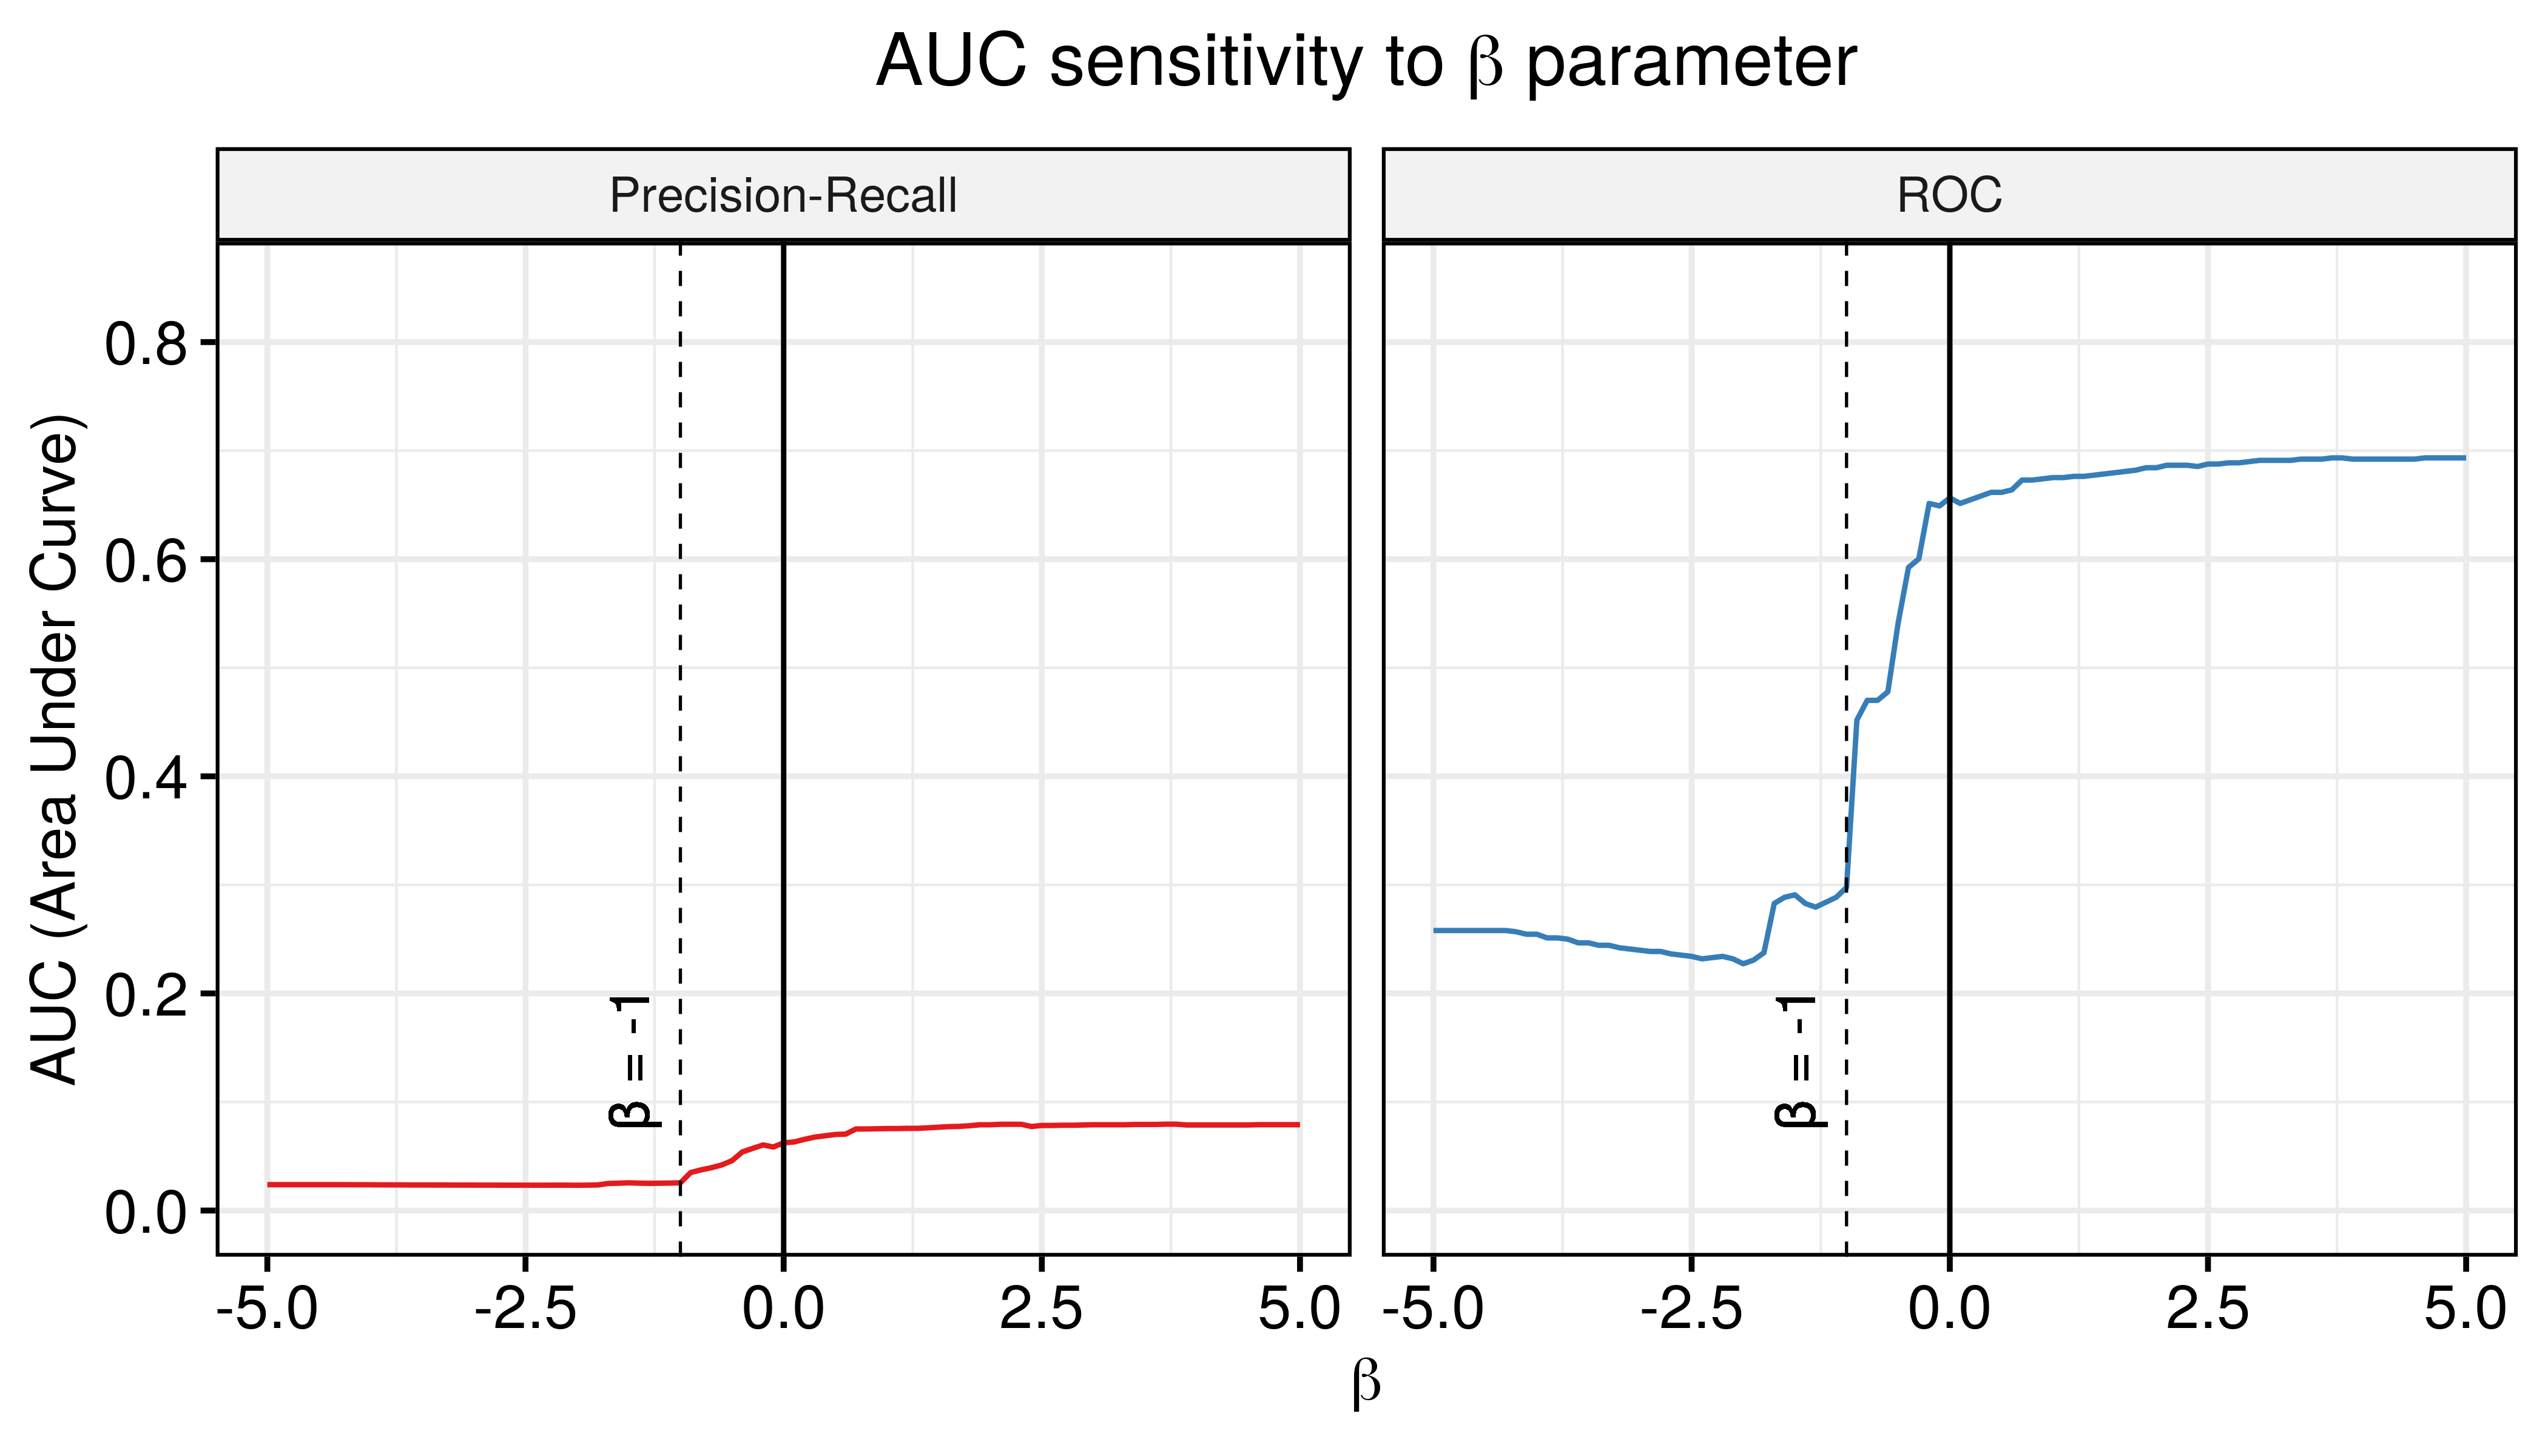 AUC sensitivity to β parameter
Precision-Recall
ROC
AUC (Area Under Curve)
0.8
0.6
0.4
0.2
0.0
β = -1
β = -1
-5.0 -2.5 0.0 2.5 5.0
-5.0 -2.5 0.0 2.5 5.0
β